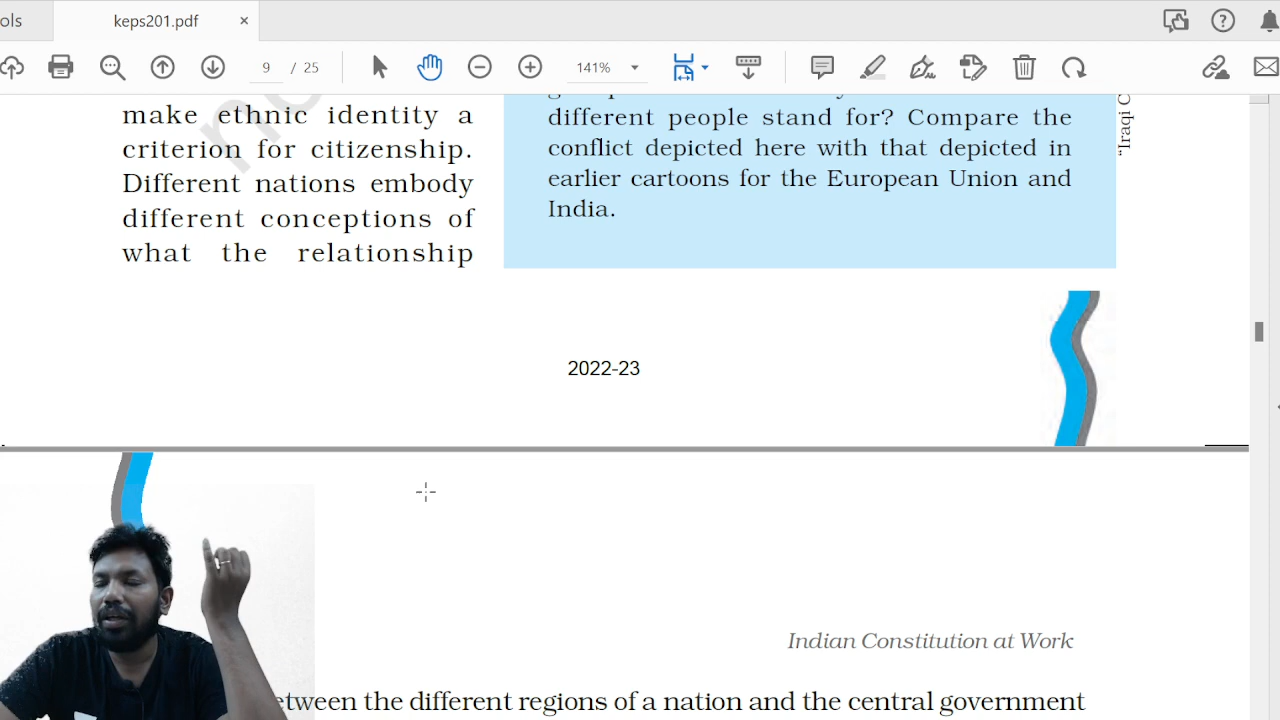 ols
keps201.pdf
×
9 / 25
141%
make ethnic identity a
criterion for citizenship.
Different nations embody
different conceptions of
what the relationship
different people stand for? Compare the
conflict depicted here with that depicted in
earlier cartoons for the European Union and
India.
"Iraqi C
2022-23
Indian Constitution at Work
etween the different regions of a nation and the central government